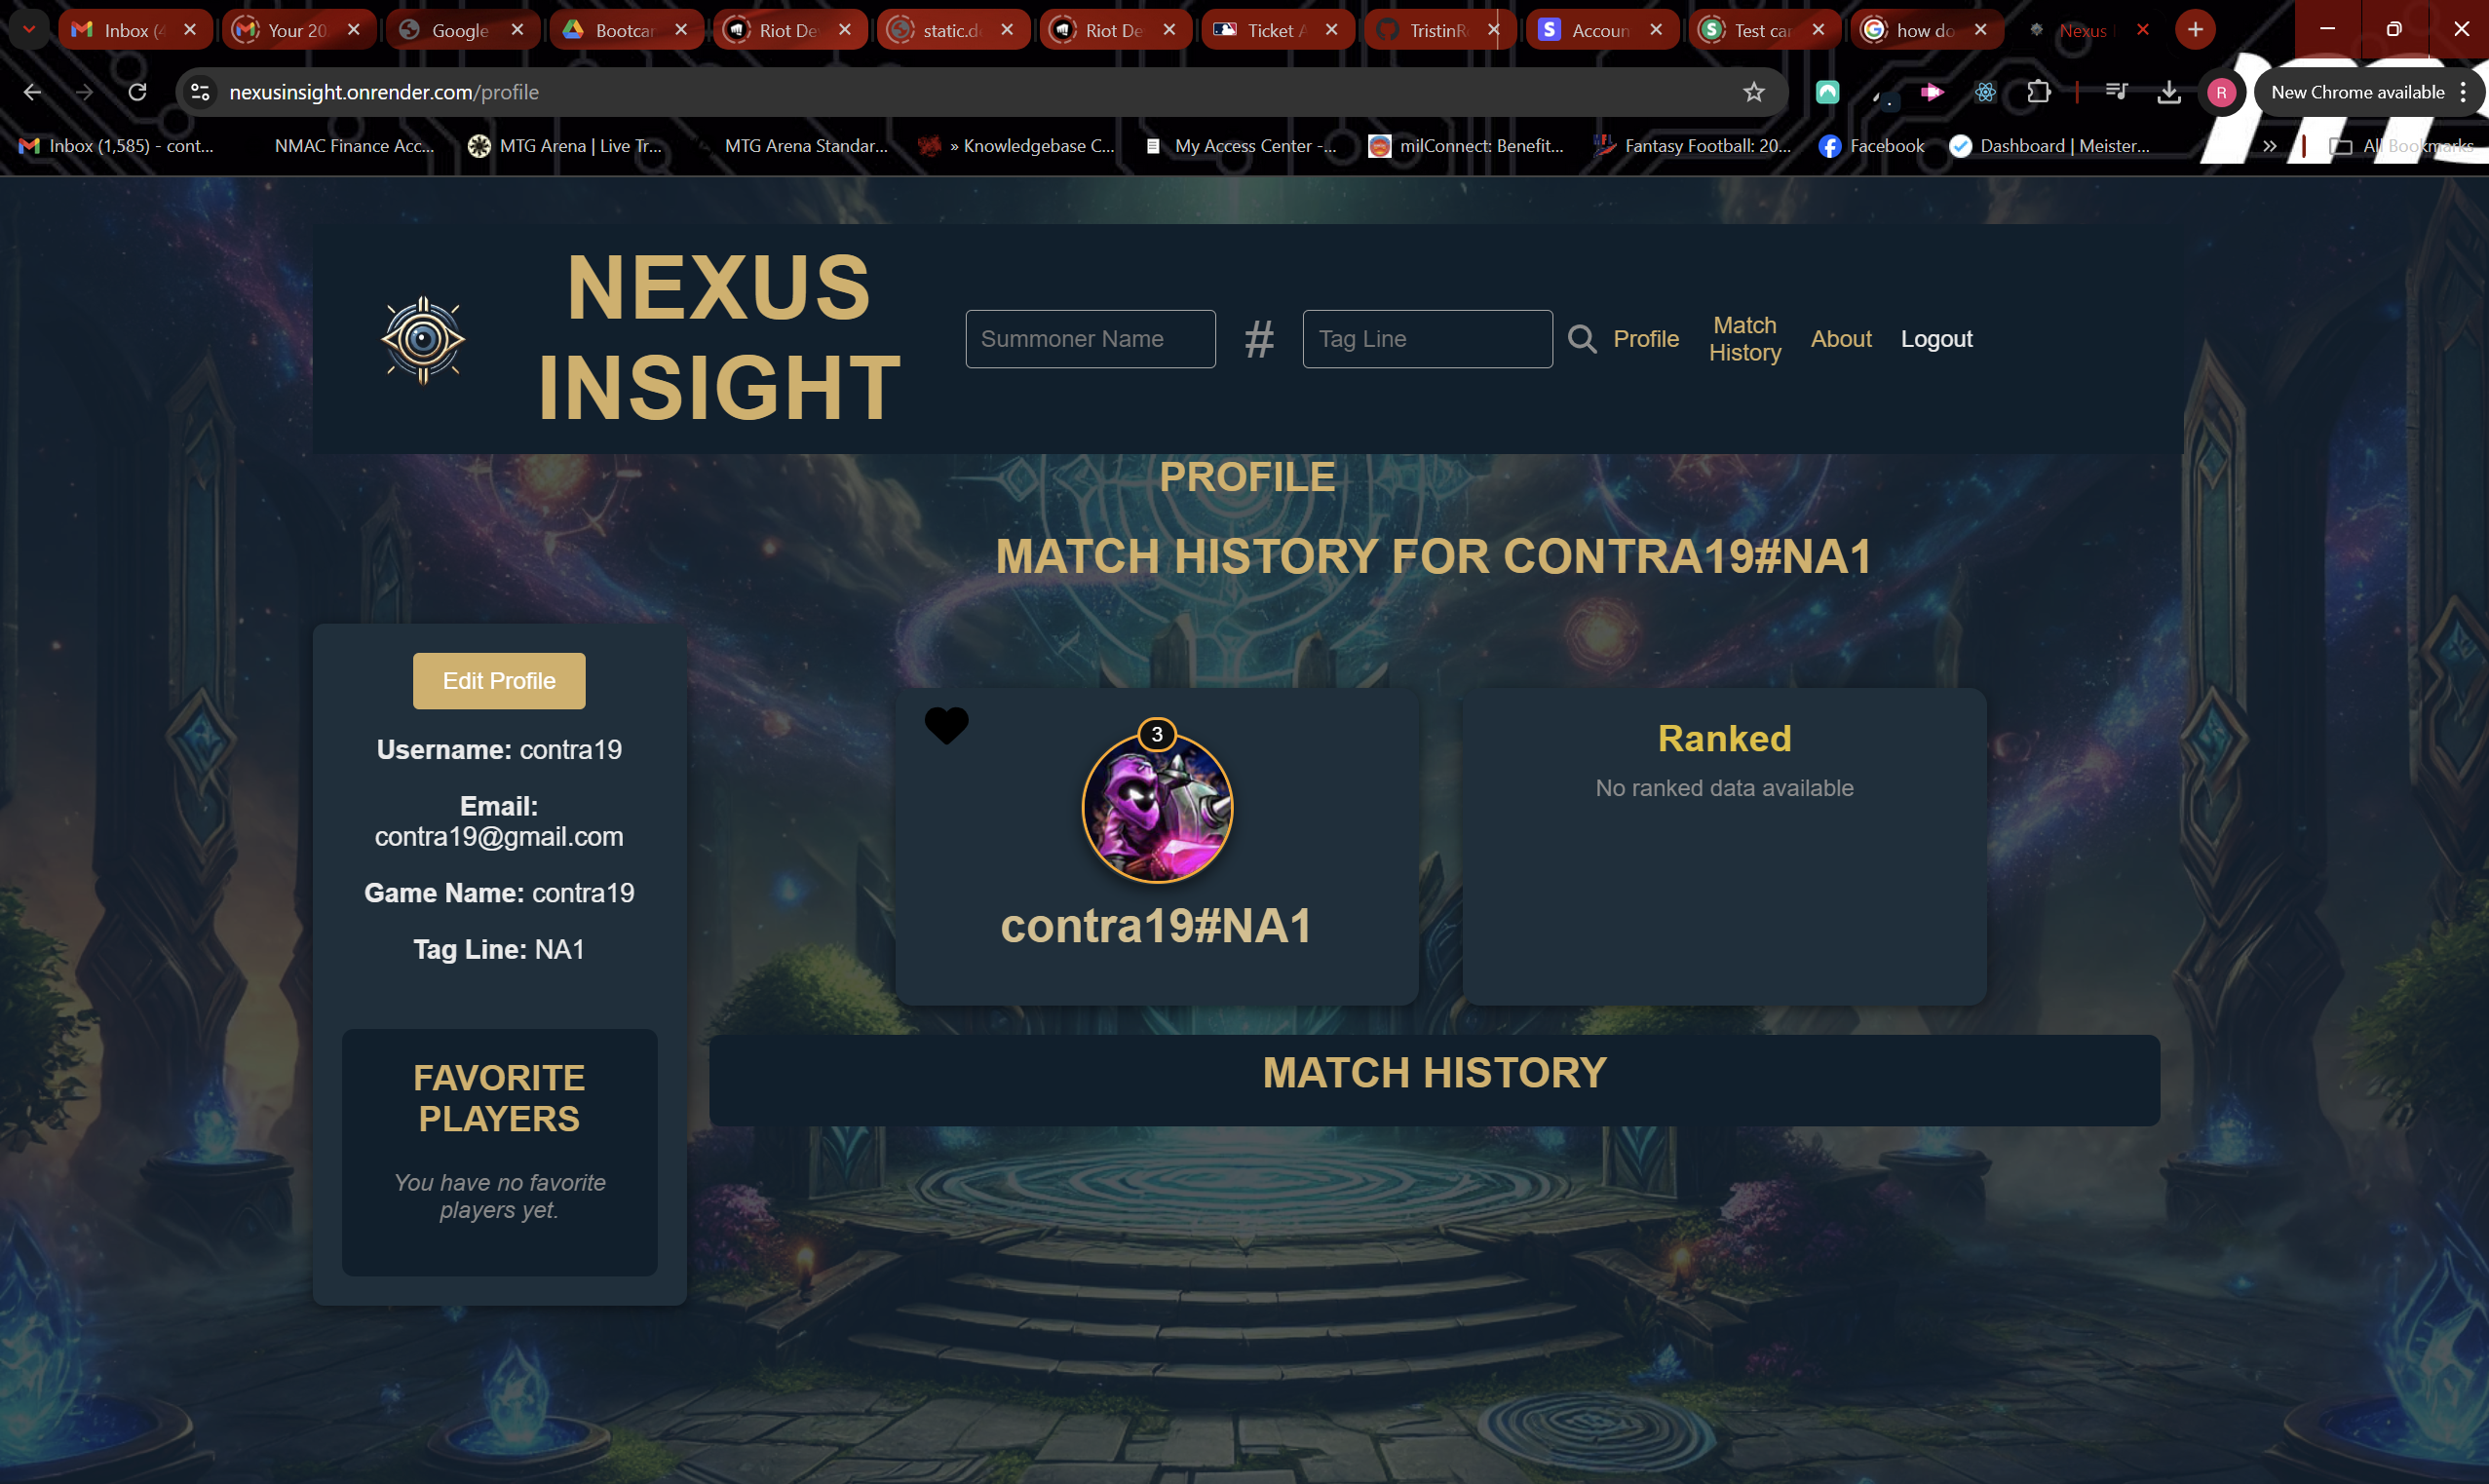 Inbox (4
Your 20
Google
Bootcar
Riot De
static.d
Riot De
Ticket A
TristinR
Accoun
Test car
how do
Nexus I
nexusinsight.onrender.com/profile
R
New Chrome available
Inbox (1,585) - cont...
NMAC Finance Acc...
MTG Arena | Live Tr...
MTG Arena Standar...
» Knowledgebase C...
My Access Center -...
milConnect: Benefit...
Fantasy Football: 20...
Facebook
Dashboard | Meister...
»
All Bookmarks
NEXUS
INSIGHT
Summoner Name
#
Tag Line
Profile
Match
History
About
Logout
PROFILE
MATCH HISTORY FOR CONTRA19#NA1
Edit Profile
Username: contra19
Email:
contra19@gmail.com
Game Name: contra19
Tag Line: NA1
FAVORITE
PLAYERS
You have no favorite
players yet.
3
contra19#NA1
Ranked
No ranked data available
MATCH HISTORY